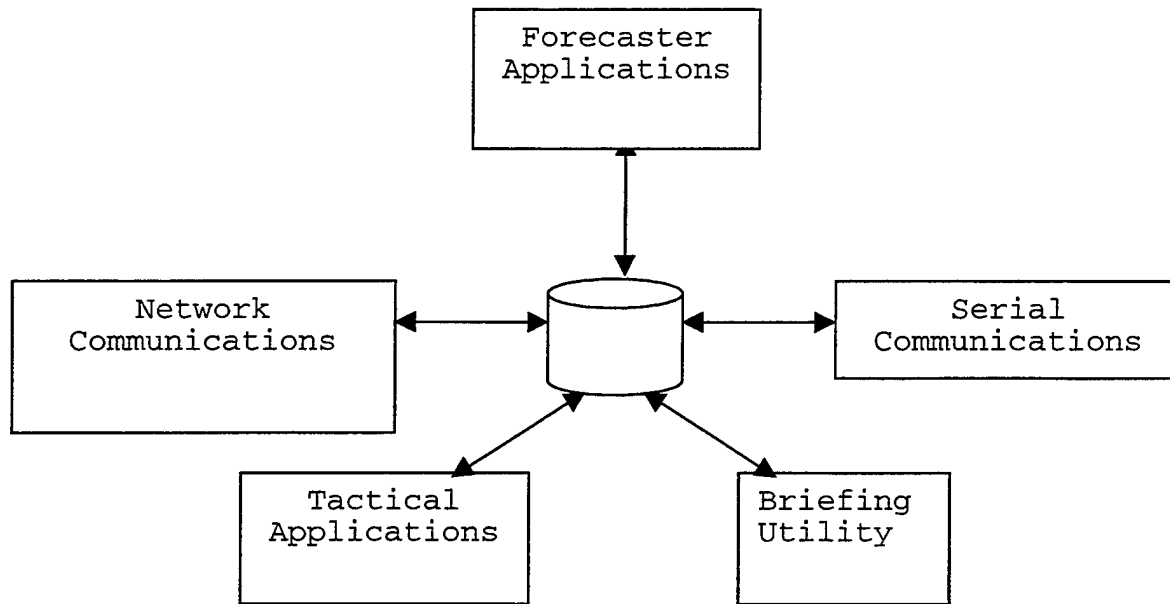 Forecaster
Applications
Network
Communications
Serial
Communications
Tactical
Applications
Briefing
Utility